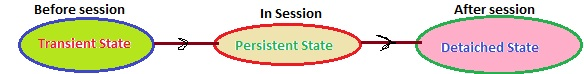 Before session
In Session
After session
Transient State
Persistent State
Detaiched State